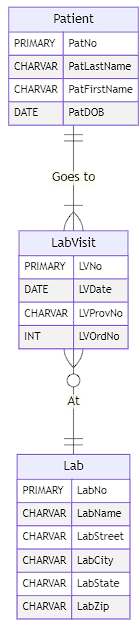 Patient
PRIMARY PatNo
CHARVAR PatLastName
CHARVAR PatFirstName
DATE PatDOB
Goes to
LabVisit
PRIMARY LVNo
DATE LVDate
CHARVAR LVProvNo
INT LVOrdNo
At
Lab
PRIMARY LabNo
CHARVAR LabName
CHARVAR LabStreet
CHARVAR LabCity
CHARVAR LabState
CHARVAR LabZip